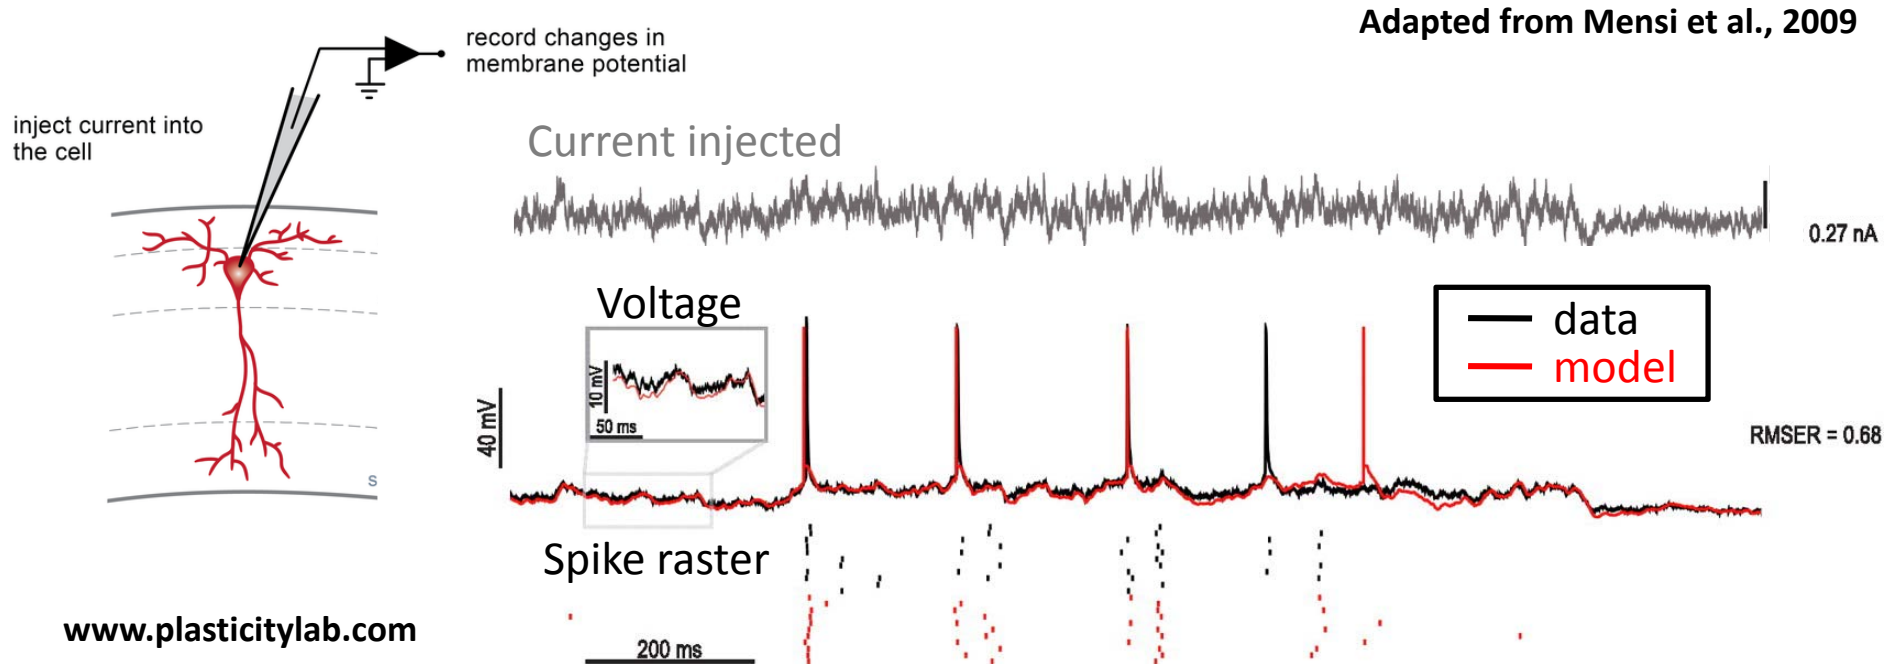 Adapted from Mensi et al., 2009
record changes in
membrane potential
inject current into
the cell
Current injected
0.27 nA
Voltage
10 mV
50 ms
40 mV
data
model
RMSER = 0.68
s
Spike raster
200 ms
www.plasticitylab.com